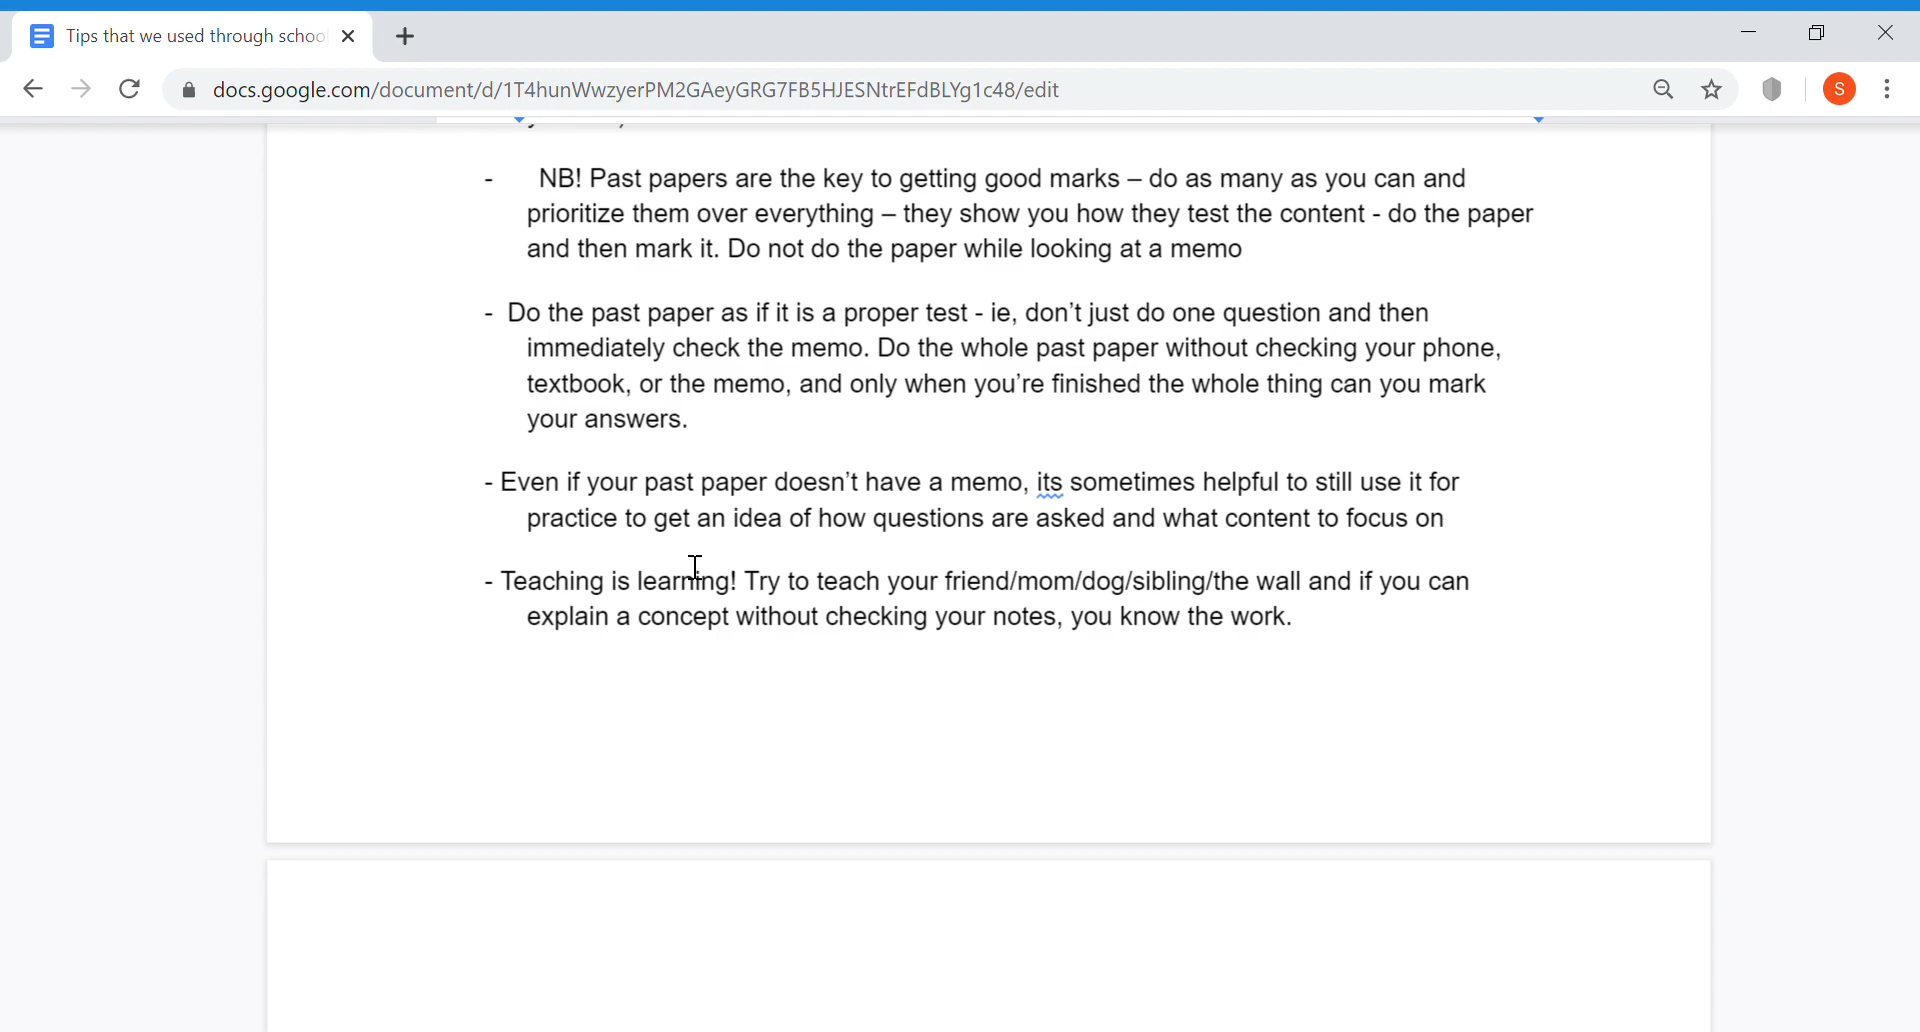 Tips that we used through schoo
docs.google.com/document/d/1T4hunWwzyerPM2GAeyGRG7FB5HJESNtrEFdBLYg1c48/edit
S
- NB! Past papers are the key to getting good marks – do as many as you can and
prioritize them over everything – they show you how they test the content - do the paper
and then mark it. Do not do the paper while looking at a memo
- Do the past paper as if it is a proper test - ie, don’t just do one question and then
immediately check the memo. Do the whole past paper without checking your phone,
textbook, or the memo, and only when you’re finished the whole thing can you mark
your answers.
- Even if your past paper doesn’t have a memo, its sometimes helpful to still use it for
practice to get an idea of how questions are asked and what content to focus on
- Teaching is learning! Try to teach your friend/mom/dog/sibling/the wall and if you can
explain a concept without checking your notes, you know the work.